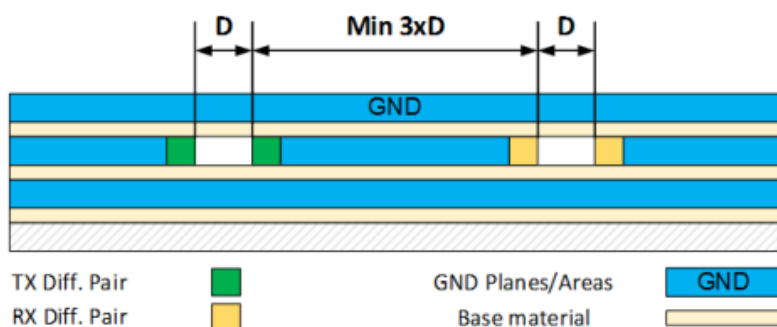 D Min 3xD D
GND
TX Diff. Pair GND Planes/Areas GND
RX Diff. Pair Base material